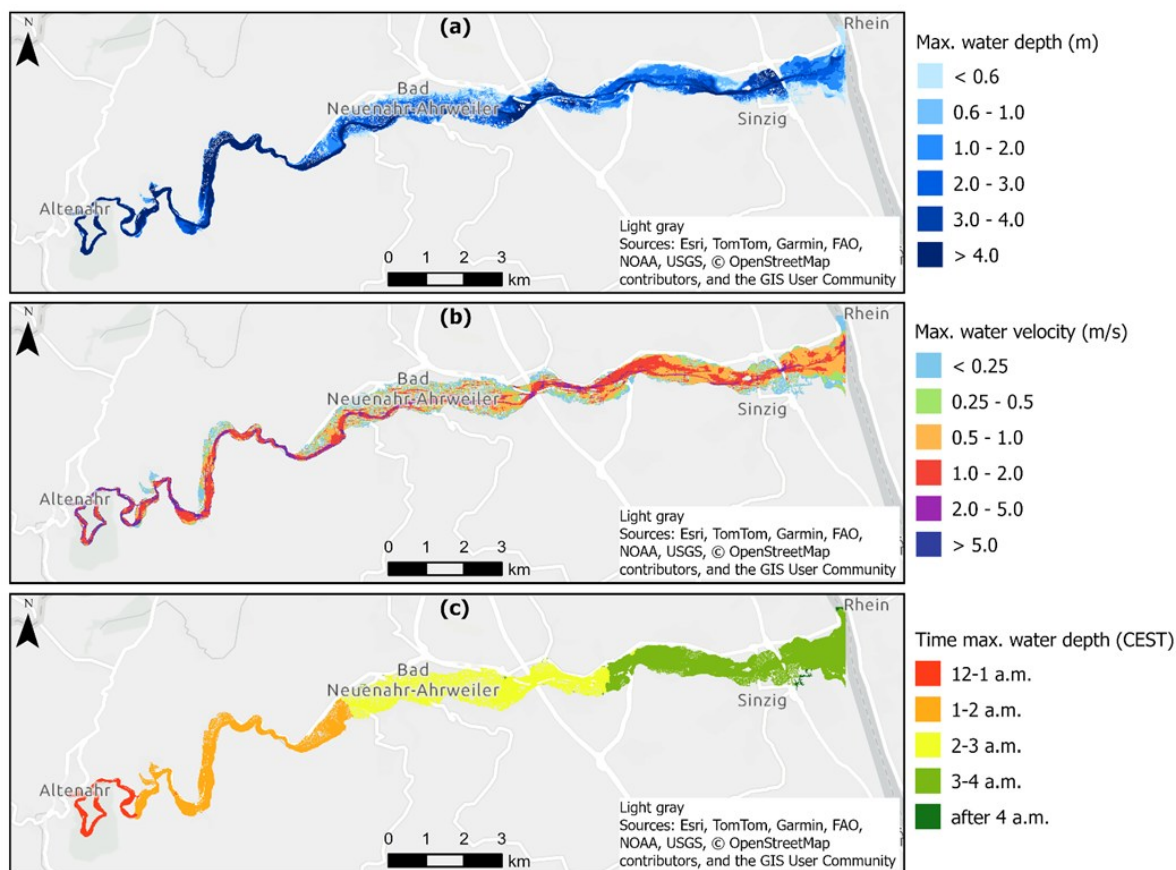 N
(a)
Rhein
Bad
Neuenahr-Ahrweiler
Sinzig
Altenahr
0 1 2 3
km
Light gray
Sources: Esri, TomTom, Garmin, FAO,
NOAA, USGS, © OpenStreetMap
contributors, and the GIS User Community
Max. water depth (m)
< 0.6
0.6 - 1.0
1.0 - 2.0
2.0 - 3.0
3.0 - 4.0
> 4.0
N
(b)
Rhein
Bad
Neuenahr-Ahrweiler
Sinzig
Altenahr
0 1 2 3
km
Light gray
Sources: Esri, TomTom, Garmin, FAO,
NOAA, USGS, © OpenStreetMap
contributors, and the GIS User Community
Max. water velocity (m/s)
< 0.25
0.25 - 0.5
0.5 - 1.0
1.0 - 2.0
2.0 - 5.0
> 5.0
N
(c)
Rhein
Bad
Neuenahr-Ahrweiler
Sinzig
Altenahr
0 1 2 3
km
Light gray
Sources: Esri, TomTom, Garmin, FAO,
NOAA, USGS, © OpenStreetMap
contributors, and the GIS User Community
Time max. water depth (CEST)
12-1 a.m.
1-2 a.m.
2-3 a.m.
3-4 a.m.
after 4 a.m.